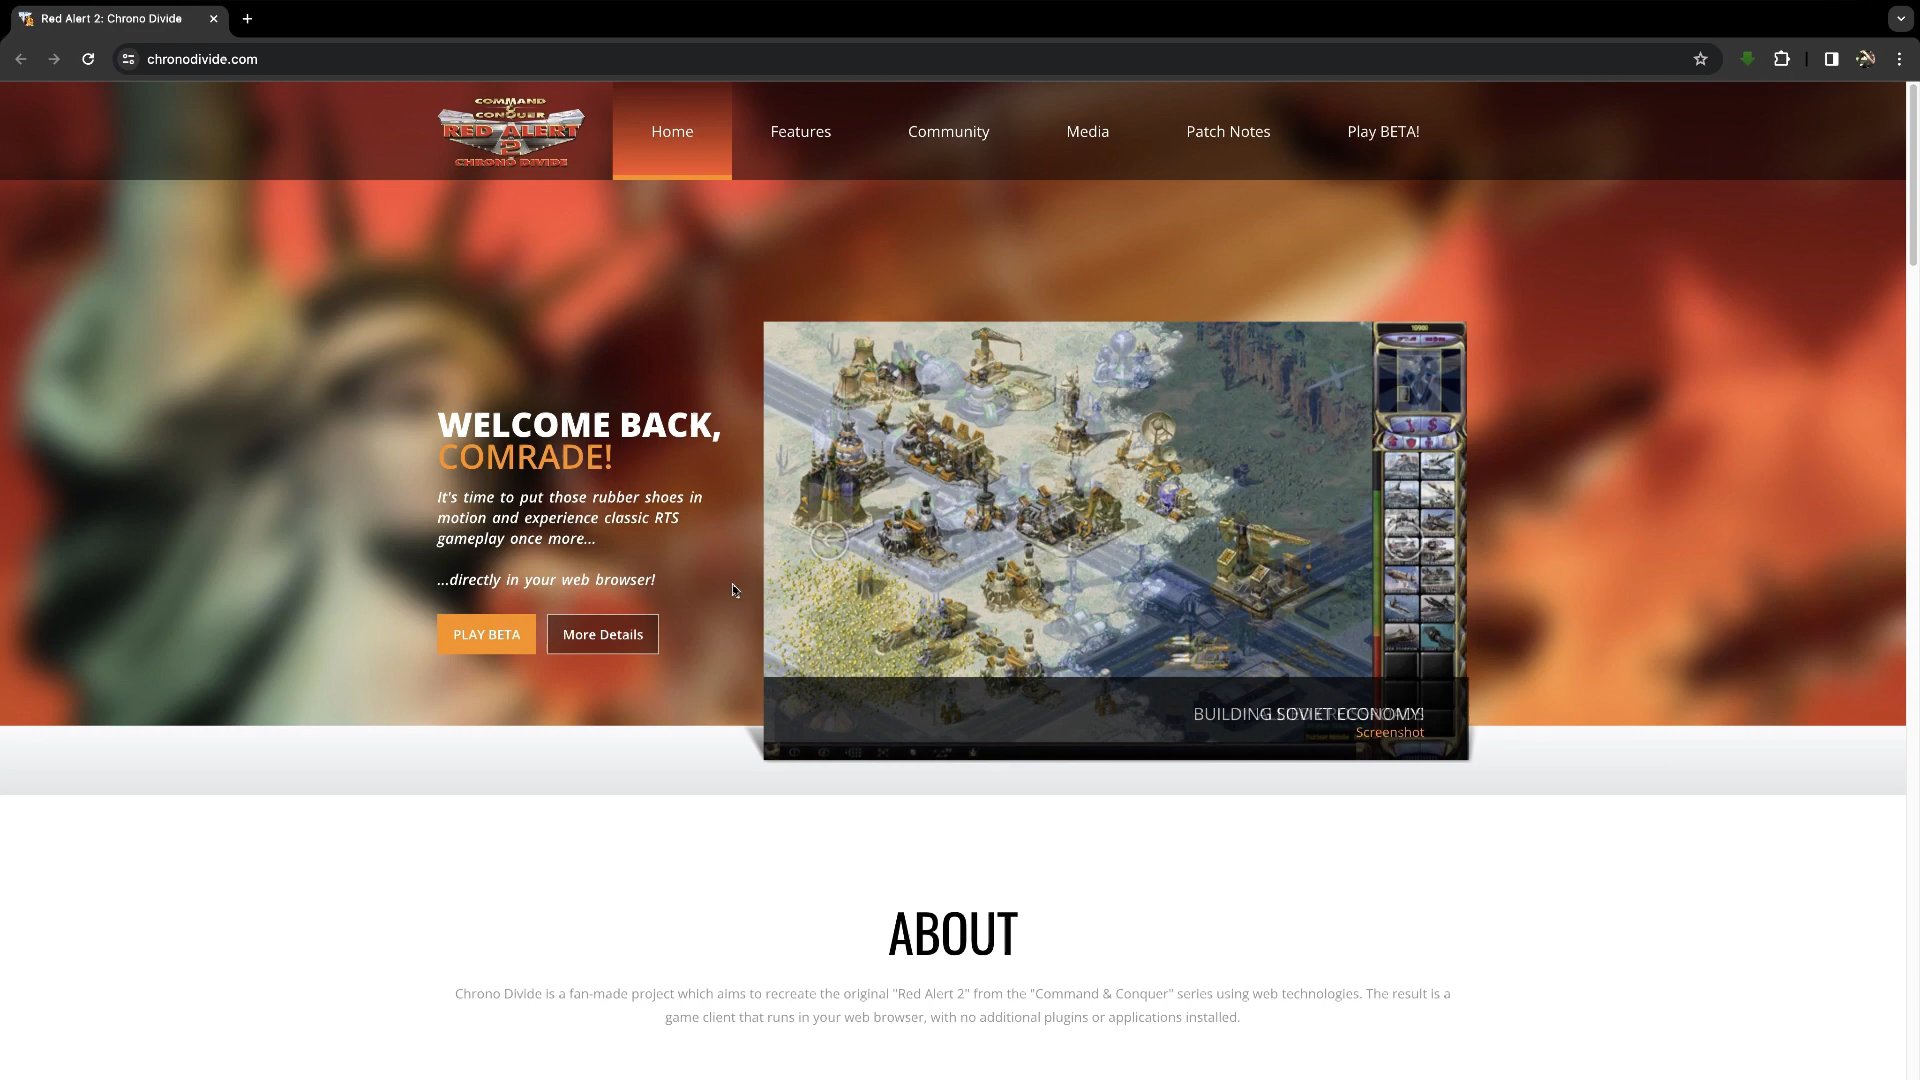 Red Alert 2: Chrono Divide
chronodivide.com
COMMAND
&
CONQUER
RED ALERT
2
CHRONO DIVIDE
Home
Features
Community
Media
Patch Notes
Play BETA!
WELCOME BACK,
COMRADE!
It's time to put those rubber shoes in
motion and experience classic RTS
gameplay once more...
...directly in your web browser!
PLAY BETA
More Details
BUILDING SOVIET ECONOMY!
Screenshot
ABOUT
Chrono Divide is a fan-made project which aims to recreate the original "Red Alert 2" from the "Command & Conquer" series using web technologies. The result is a
game client that runs in your web browser, with no additional plugins or applications installed.